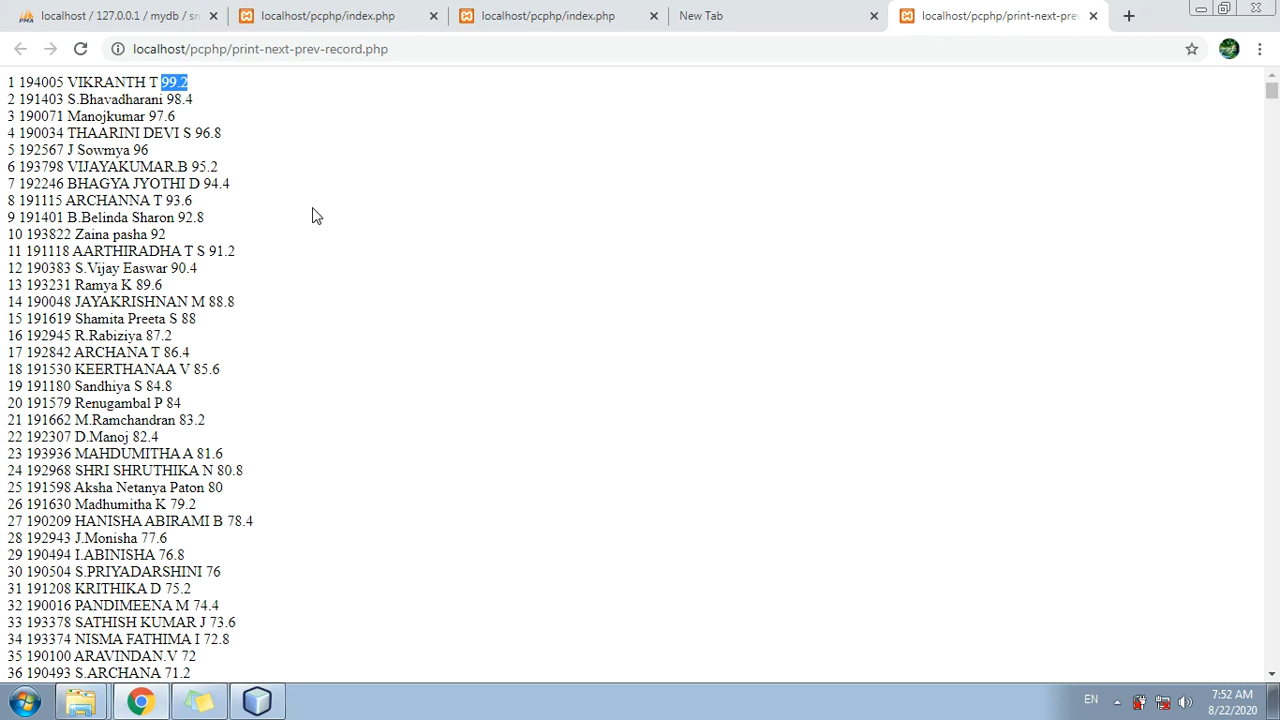 localhost / 127.0.0.1 / mydb / sn
localhost/pcphp/index.php
localhost/pcphp/index.php
New Tab
localhost/pcphp/print-next-prev-
localhost/pcphp/print-next-prev-record.php
1 194005 VIKRANTH T 99.2
2 191403 S.Bhavadharani 98.4
3 190071 Manojkumar 97.6
4 190034 THAARINI DEVI S 96.8
5 192567 J Sowmya 96
6 193798 VIJAYAKUMAR.B 95.2
7 192246 BHAGYA JYOTHI D 94.4
8 191115 ARCHANNA T 93.6
9 191401 B.Belinda Sharon 92.8
10 193822 Zaina pasha 92
11 191118 AARTHIRADHA T S 91.2
12 190383 S.Vijay Easwar 90.4
13 193231 Ramya K 89.6
14 190048 JAYAKRISHNAN M 88.8
15 191619 Shamita Preeta S 88
16 192945 R.Rabiziya 87.2
17 192842 ARCHANA T 86.4
18 191530 KEERTHANAA V 85.6
19 191180 Sandhiya S 84.8
20 191579 Renugambal P 84
21 191662 M.Ramchandran 83.2
22 192307 D.Manoj 82.4
23 193936 MAHDUMITHA A 81.6
24 192968 SHRI SHRUTHIKA N 80.8
25 191598 Aksha Netanya Paton 80
26 191630 Madhumitha K 79.2
27 190209 HANISHA ABIRAMI B 78.4
28 192943 J.Monisha 77.6
29 190494 I.ABINISHA 76.8
30 190504 S.PRIYADARSHINI 76
31 191208 KRITHIKA D 75.2
32 190016 PANDIMEENA M 74.4
33 193378 SATHISH KUMAR J 73.6
34 193374 NISMA FATHIMA I 72.8
35 190100 ARAVINDAN.V 72
36 190493 S.ARCHANA 71.2
EN
7:52 AM
8/22/2020